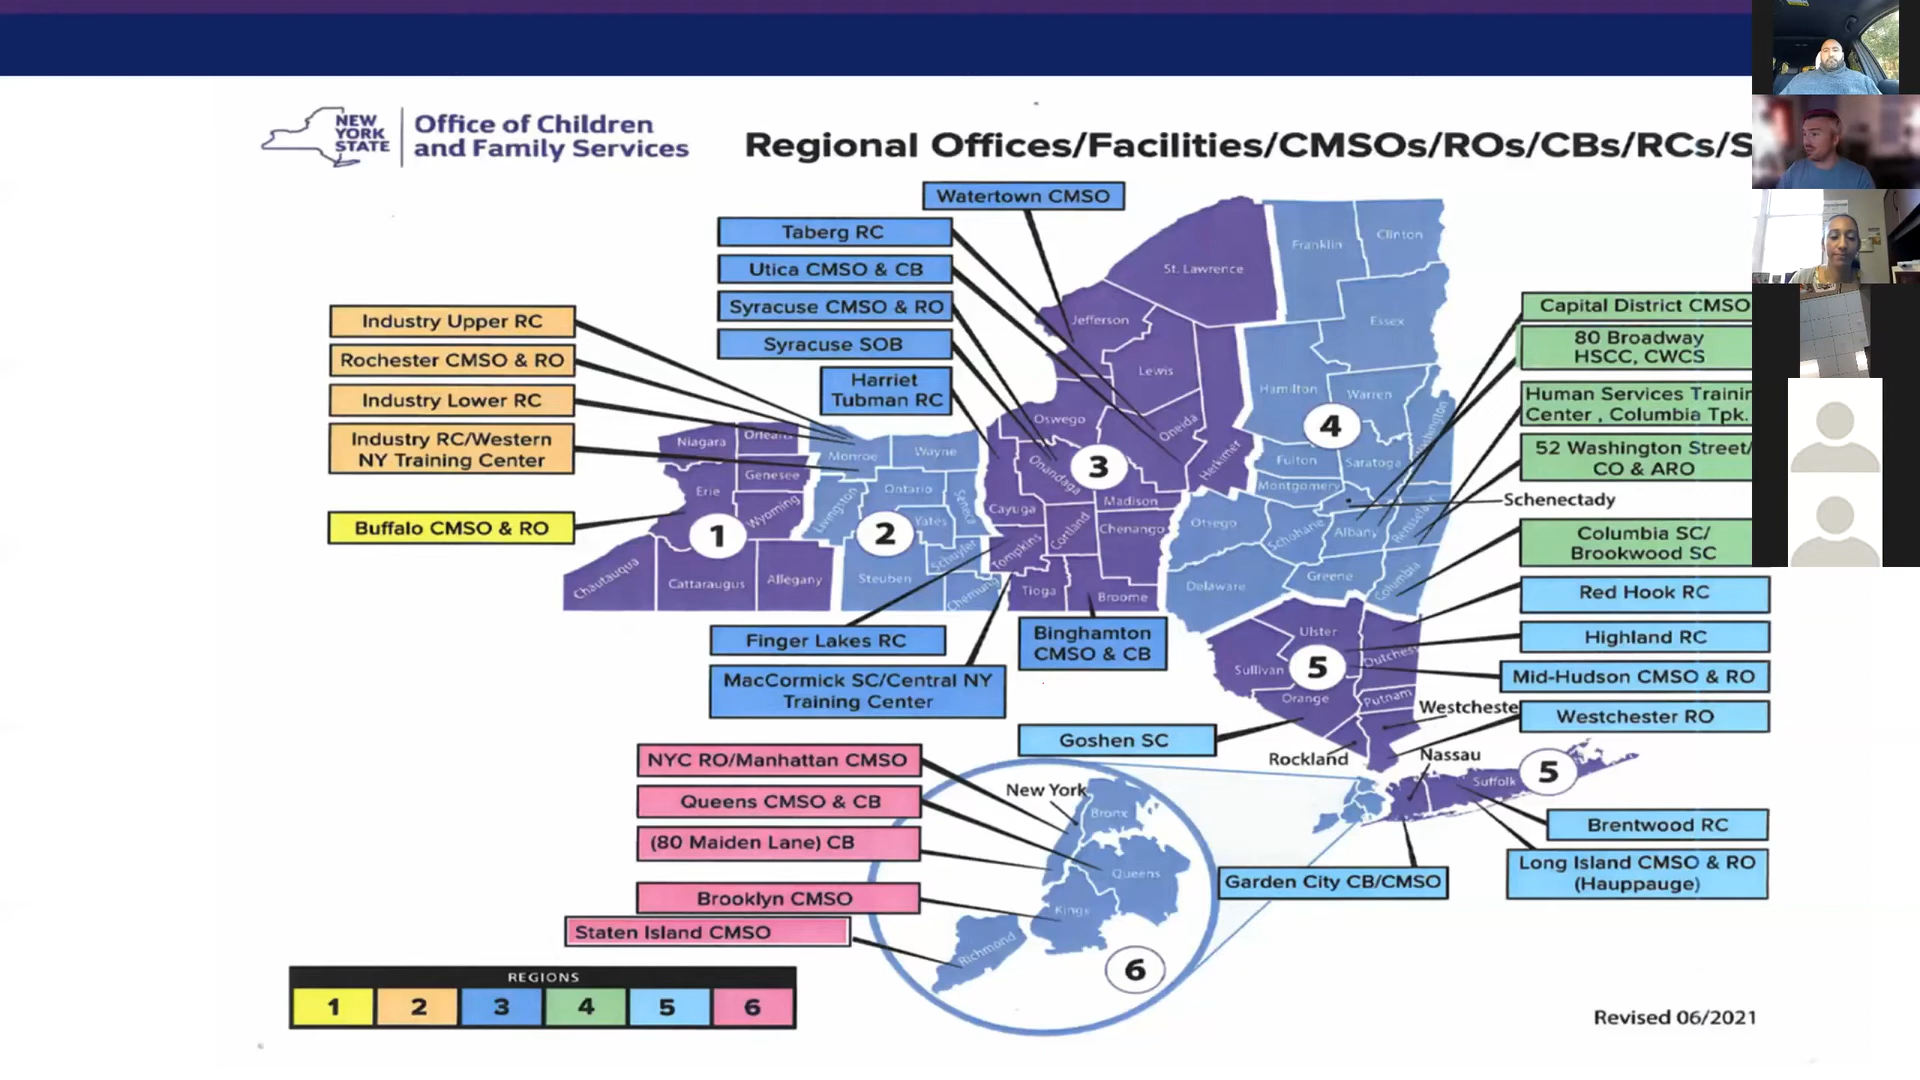 NEW
YORK
STATE
Office of Children
and Family Services
Regional Offices/Facilities/CMSOs/ROs/CBs/RCs/S
Watertown CMSO
Taberg RC
Utica CMSO & CB
Syracuse CMSO & RO
Syracuse SOB
Harriet
Tubman RC
Industry Upper RC
Rochester CMSO & RO
Industry Lower RC
Industry RC/Western
NY Training Center
Buffalo CMSO & RO
Capital District CMSO
80 Broadway
HSCC, CWCS
Human Services Trainin
Center , Columbia Tpk.
52 Washington Street/
CO & ARO
Schenectady
Columbia SC/
Brookwood SC
Red Hook RC
Highland RC
Mid-Hudson CMSO & RO
Westchester RO
Westcheste
Rockland
Nassau
Suffolk
5
Brentwood RC
Long Island CMSO & RO
(Hauppauge)
Garden City CB/CMSO
Goshen SC
Franklin
Clinton
St. Lawrence
Essex
Jefferson
Lewis
Hamilton
Warren
Washington
4
Oswego
Oneida
Herkimer
3
Onondaga
Fulton
Saratoga
Montgomery
Madison
Cayuga
Cortland
Chenango
Otsego
Schoharie
Albany
Rensselaer
Tompkins
Tioga
Broome
Delaware
Greene
Columbia
Ulster
Sullivan
5
Dutchess
Orange
Putnam
Niagara
Orleans
Monroe
Wayne
Genesee
Erie
Wyoming
Livingston
Ontario
Seneca
Yates
1
2
Schuyler
Chautauqua
Cattaraugus
Allegany
Steuben
Chemung
Finger Lakes RC
MacCormick SC/Central NY
Training Center
Binghamton
CMSO & CB
NYC RO/Manhattan CMSO
Queens CMSO & CB
(80 Maiden Lane) CB
Brooklyn CMSO
Staten Island CMSO
New York
Bronx
Queens
Kings
Richmond
6
REGIONS
1 2 3 4 5 6
Revised 06/2021